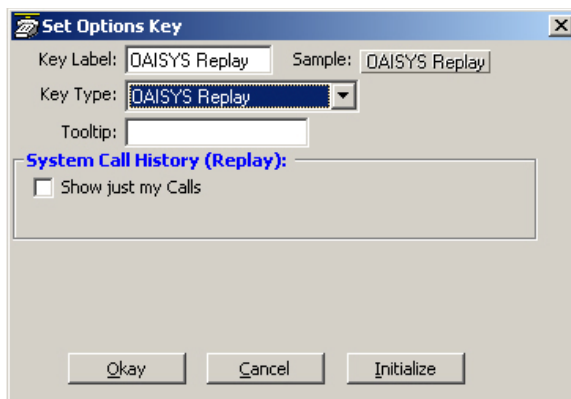 Set Options Key
Key Label: OAISYS Replay Sample: OAISYS Replay
Key Type: OAISYS Replay
Tooltip:
System Call History (Replay):
Show just my Calls
Okay Cancel Initialize